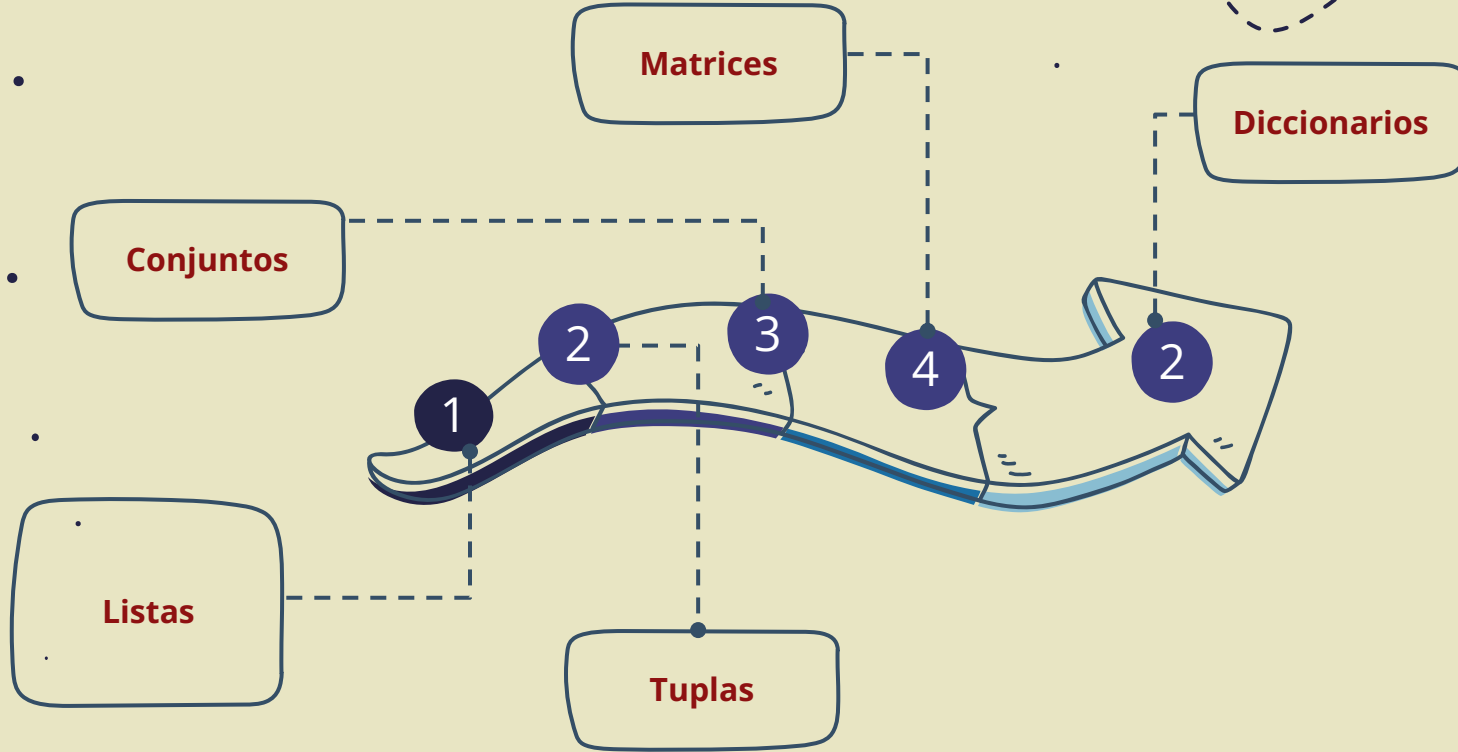 Matrices
Diccionarios
Conjuntos
2
3
4
2
1
Listas
Tuplas